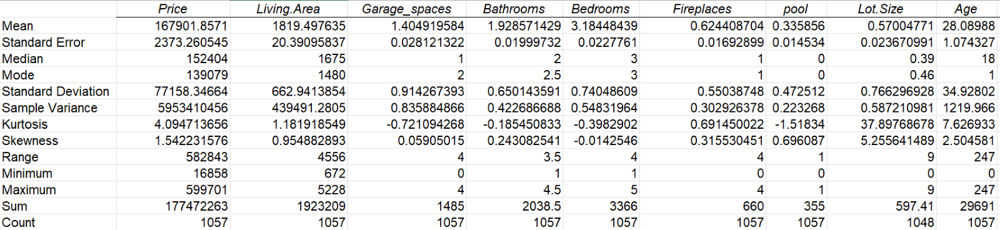 Price Living.Area Garage_spaces Bathrooms Bedrooms Fireplaces pool Lot.Size Age
Mean 167901.8571 1819.497635 1.404919584 1.928571429 3.18448439 0.624408704 0.335856 0.57004771 28.08988
Standard Error 2373.260545 20.39095837 0.028121322 0.01999732 0.0227761 0.01692899 0.014534 0.023670991 1.074327
Median 152404 1675 1 2 3 1 0 0.39 18
Mode 139079 1480 2 2.5 3 1 0 0.46 1
Standard Deviation 77158.34664 662.9413854 0.914267393 0.650143591 0.74048609 0.55038748 0.472512 0.766296928 34.92802
Sample Variance 5953410456 439491.2805 0.835884866 0.422686688 0.54831964 0.302926378 0.223268 0.587210981 1219.966
Kurtosis 4.094713656 1.181918549 -0.721094268 -0.185450833 -0.3982902 0.691450022 -1.51834 37.89768678 7.626933
Skewness 1.542231576 0.954882893 0.05905015 0.243082541 -0.0142546 0.315530451 0.696087 5.255641489 2.504581
Range 582843 4556 4 3.5 4 4 1 9 247
Minimum 16858 672 0 1 1 0 0 0 0
Maximum 599701 5228 4 4.5 5 4 1 9 247
Sum 177472263 1923209 1485 2038.5 3366 660 355 597.41 29691
Count 1057 1057 1057 1057 1057 1057 1057 1048 1057